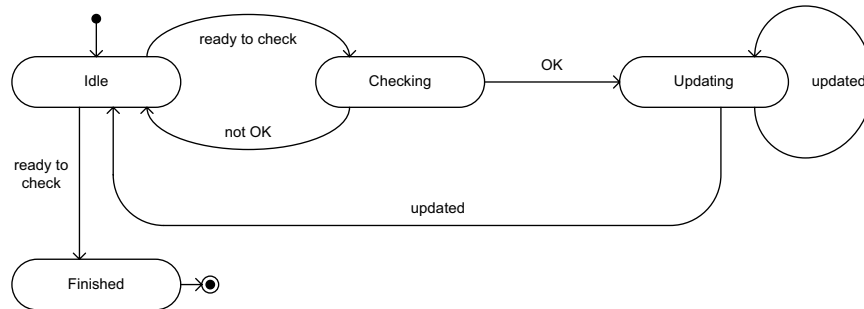 ready to check
OK
Idle
Checking
Updating
updated
not OK
ready to
check
updated
Finished